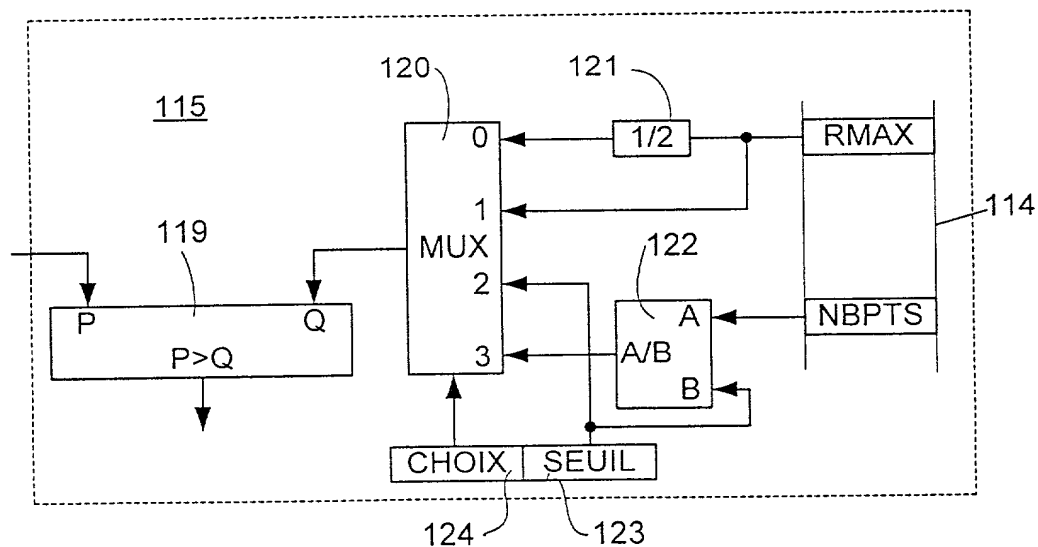 120
121
115
0
1/2
RMAX
1
114
119
MUX
122
2
P
Q
A
NBPTS
P>Q
3
A/B
B
CHOIX
SEUIL
124
123